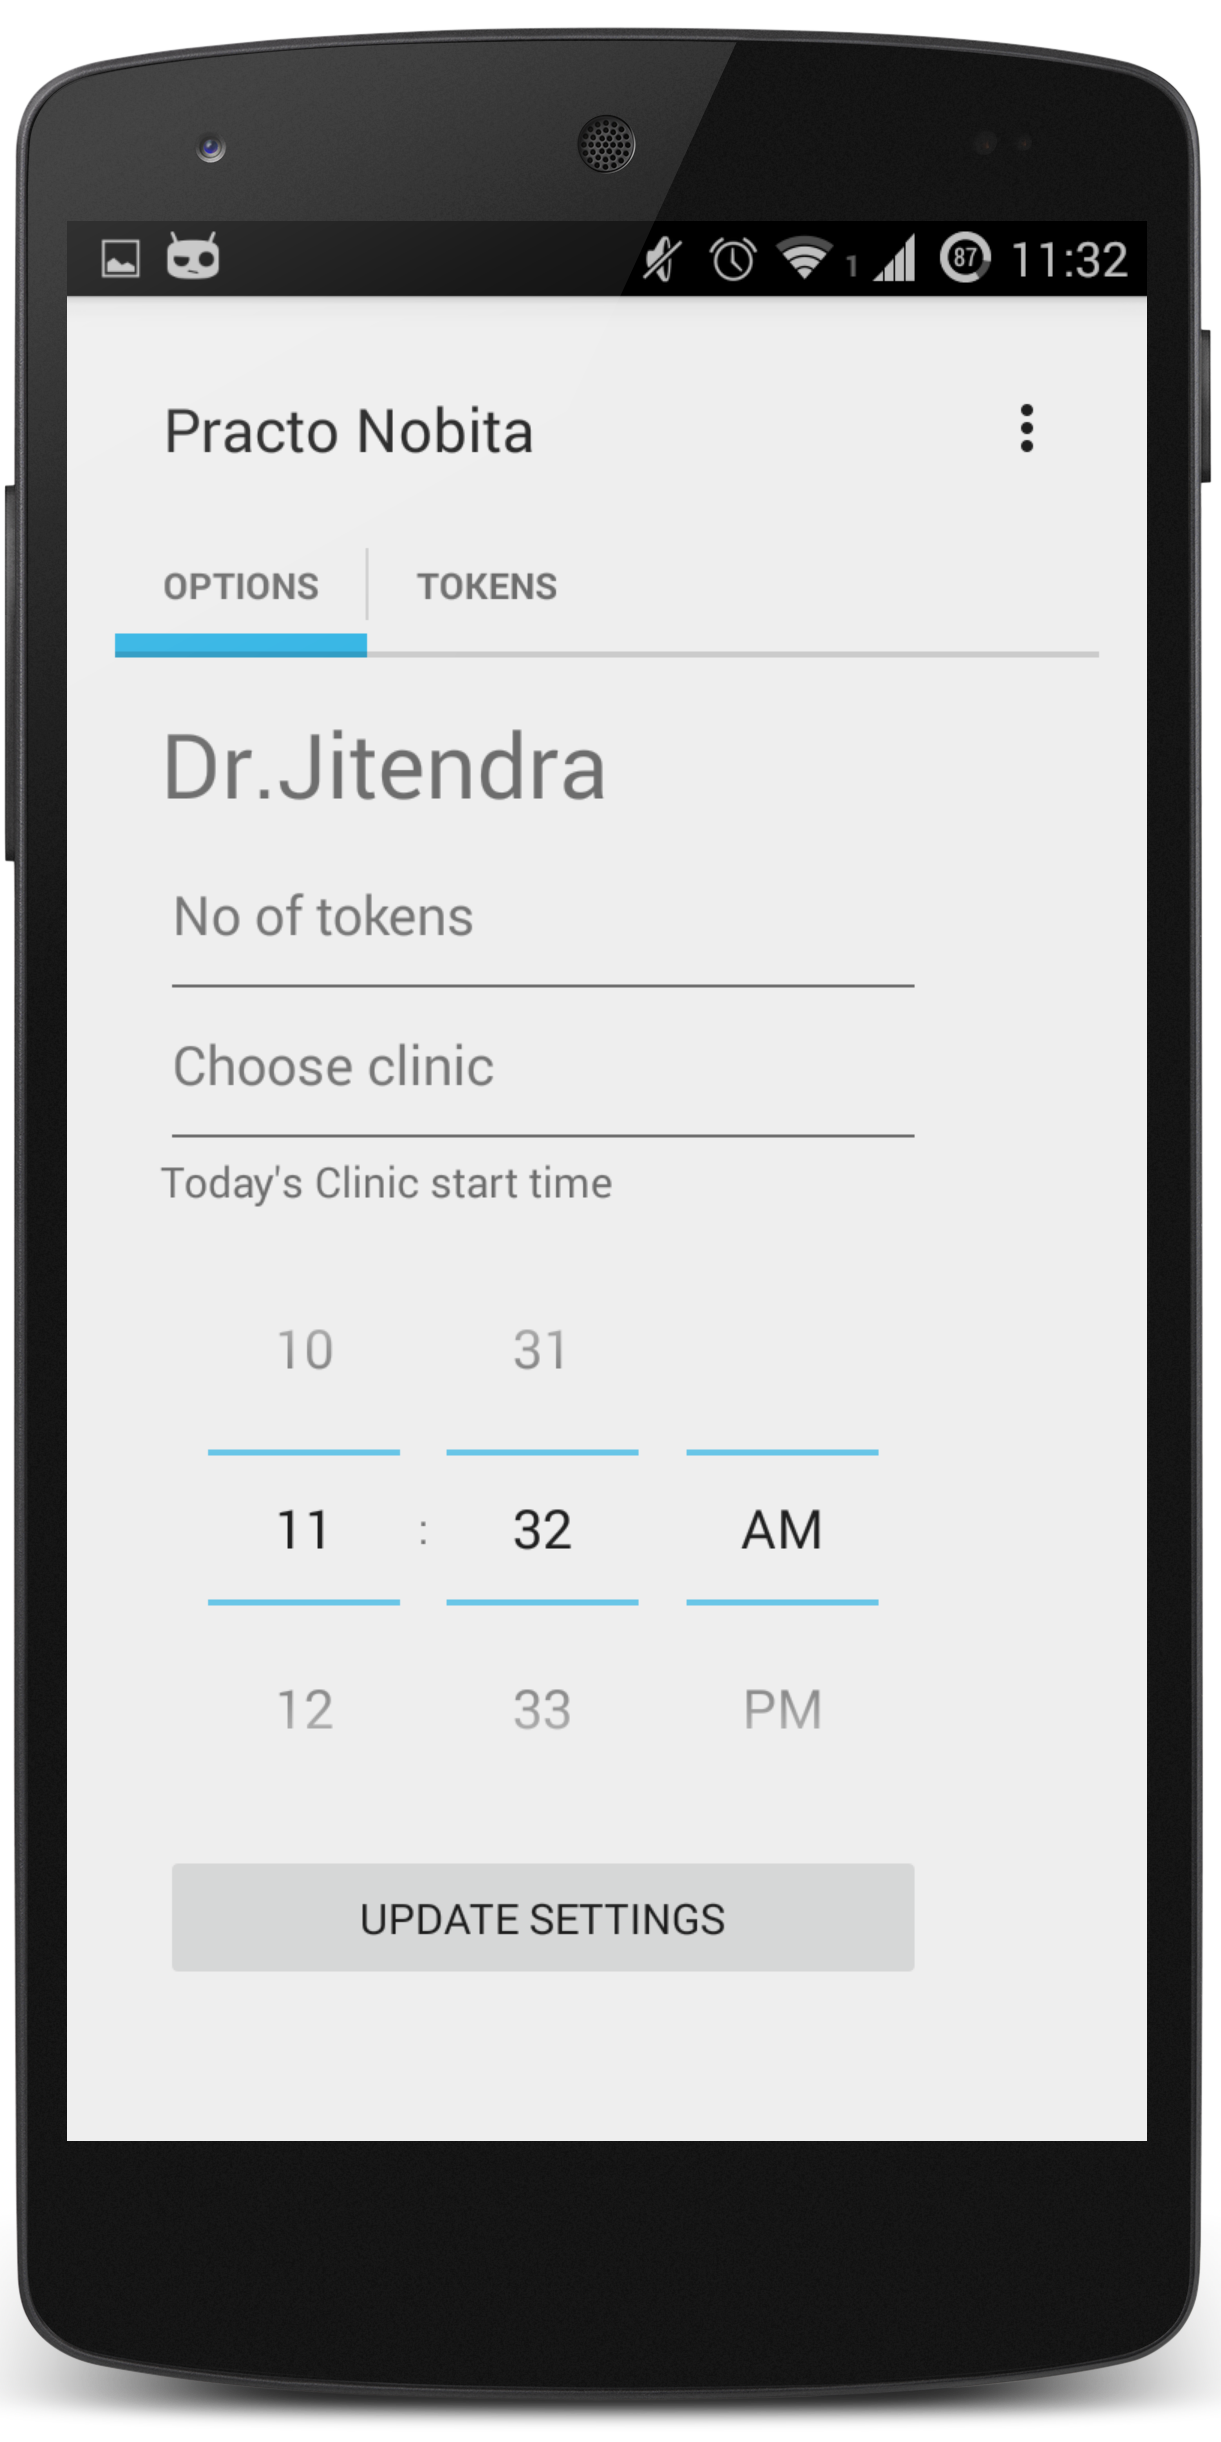 1 87 11:32
Practo Nobita
OPTIONS TOKENS
Dr.Jitendra
No of tokens
Choose clinic
Today's Clinic start time
10 31
11 : 32 AM
12 33 PM
UPDATE SETTINGS